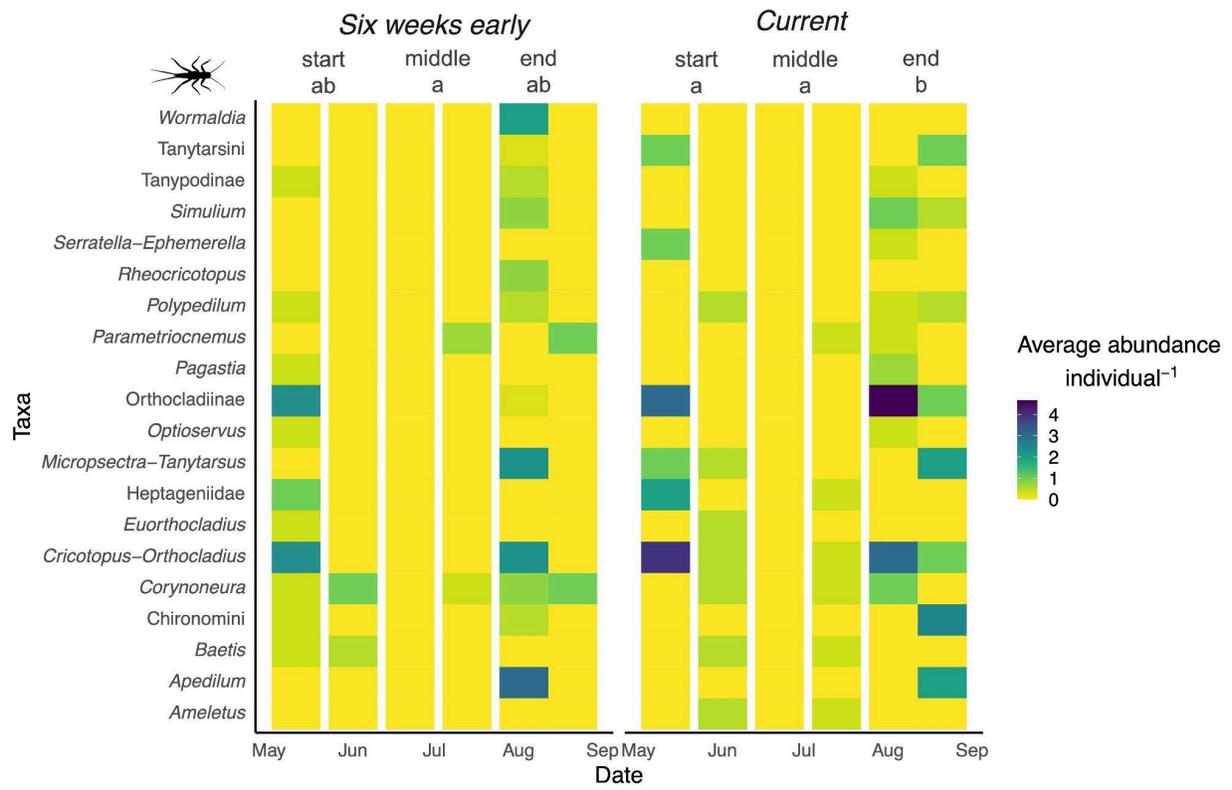 Six weeks early Current
start middle end start middle end
ab a ab a a b
Wormaldia
Tanytarsini
Tanypodinae
Simulium
Serratella−Ephemerella
Rheocricotopus
Polypedilum
Parametriocnemus
Pagastia
Orthocladiinae
Optioservus
Micropsectra−Tanytarsus
Heptageniidae
Euorthocladius
Cricotopus−Orthocladius
Corynoneura
Chironomini
Baetis
Apedilum
Ameletus
Taxa
May Jun Jul Aug Sep May Jun Jul Aug Sep
Date
Average abundance
individual⁻¹
4
3
2
1
0